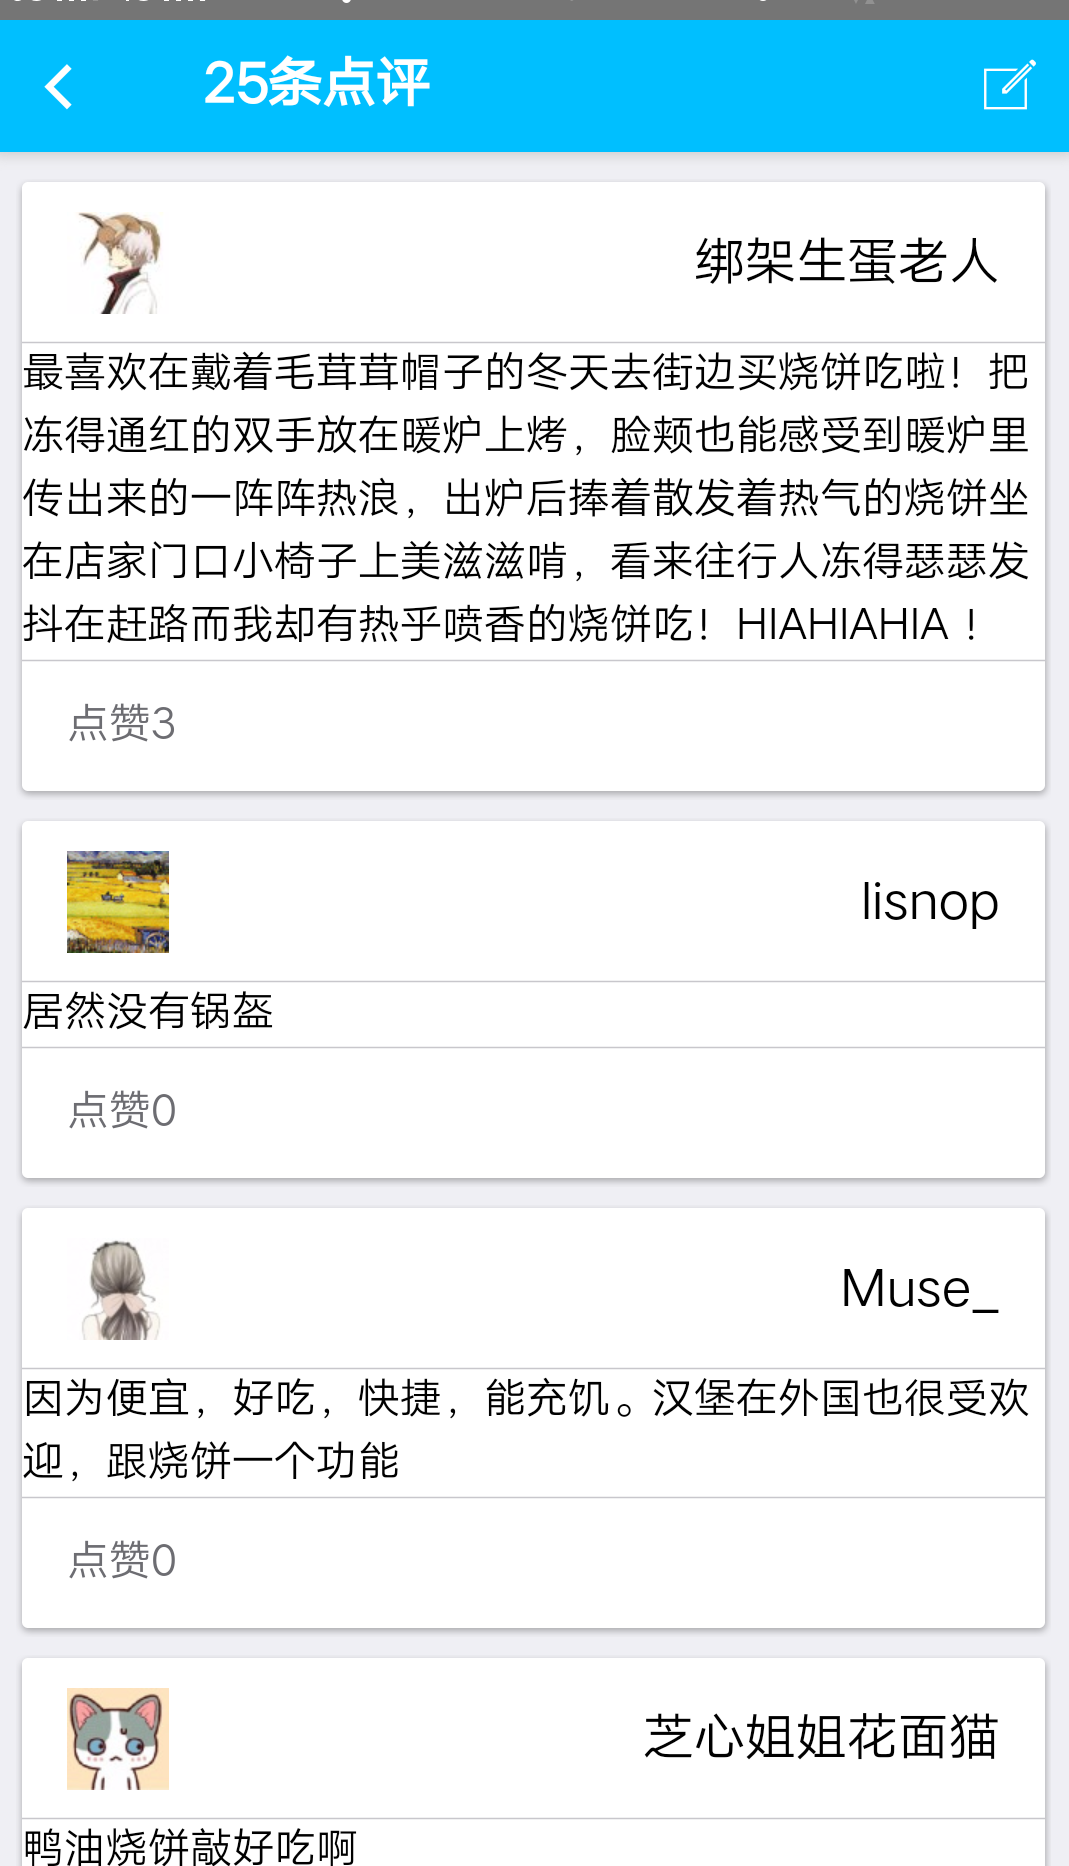 25条点评
绑架生蛋老人
最喜欢在戴着毛茸茸帽子的冬天去街边买烧饼吃啦！把
冻得通红的双手放在暖炉上烤，脸颊也能感受到暖炉里
传出来的一阵阵热浪，出炉后捧着散发着热气的烧饼坐
在店家门口小椅子上美滋滋啃，看来往行人冻得瑟瑟发
抖在赶路而我却有热乎喷香的烧饼吃！HIAHIAHIA！
点赞3
lisnop
居然没有锅盔
点赞0
Muse_
因为便宜，好吃，快捷，能充饥。汉堡在外国也很受欢
迎，跟烧饼一个功能
点赞0
芝心姐姐花面猫
鸭油烧饼敲好吃啊